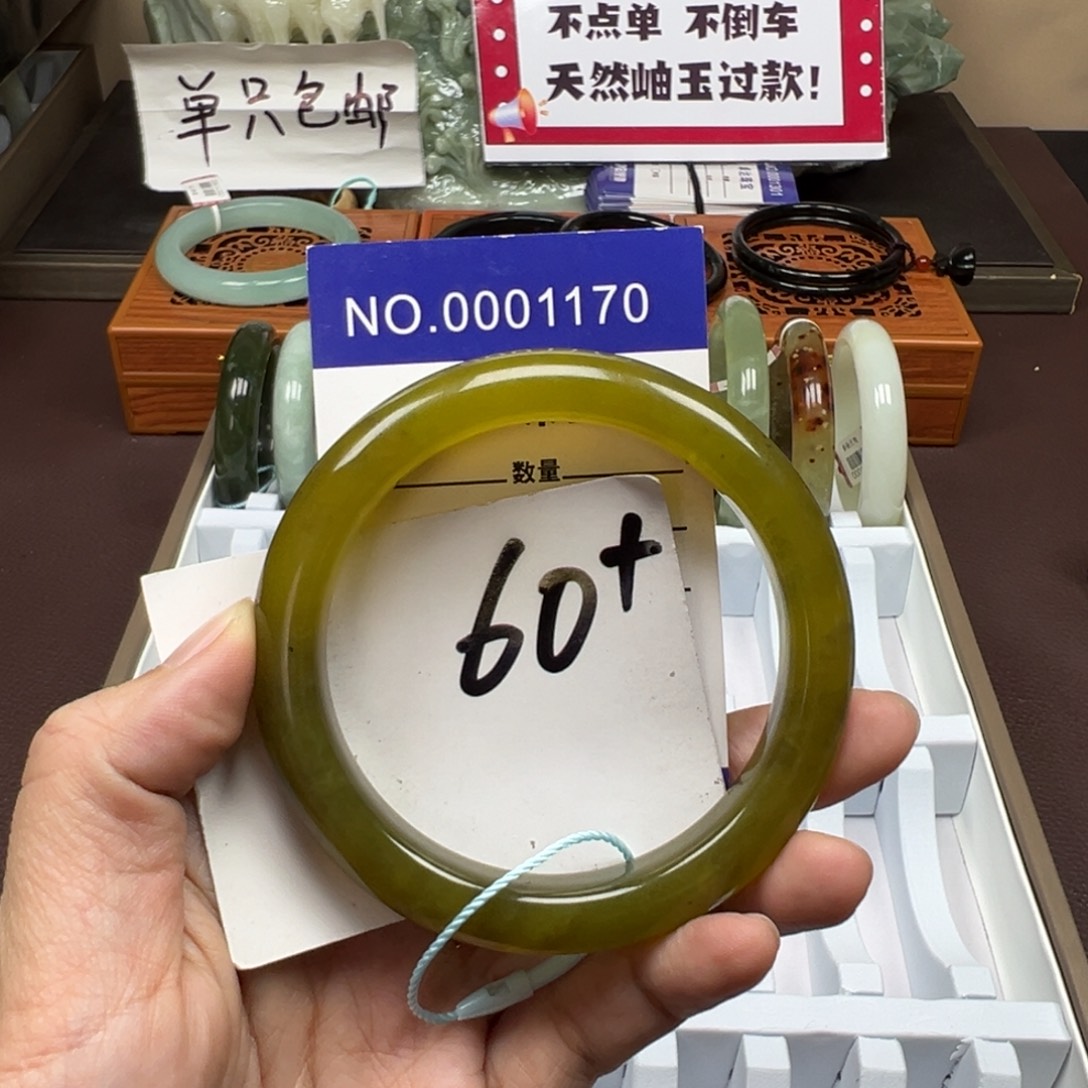 不点单 不倒车
天然岫玉过款!
单只包邮
NO.0001170
数量
60+